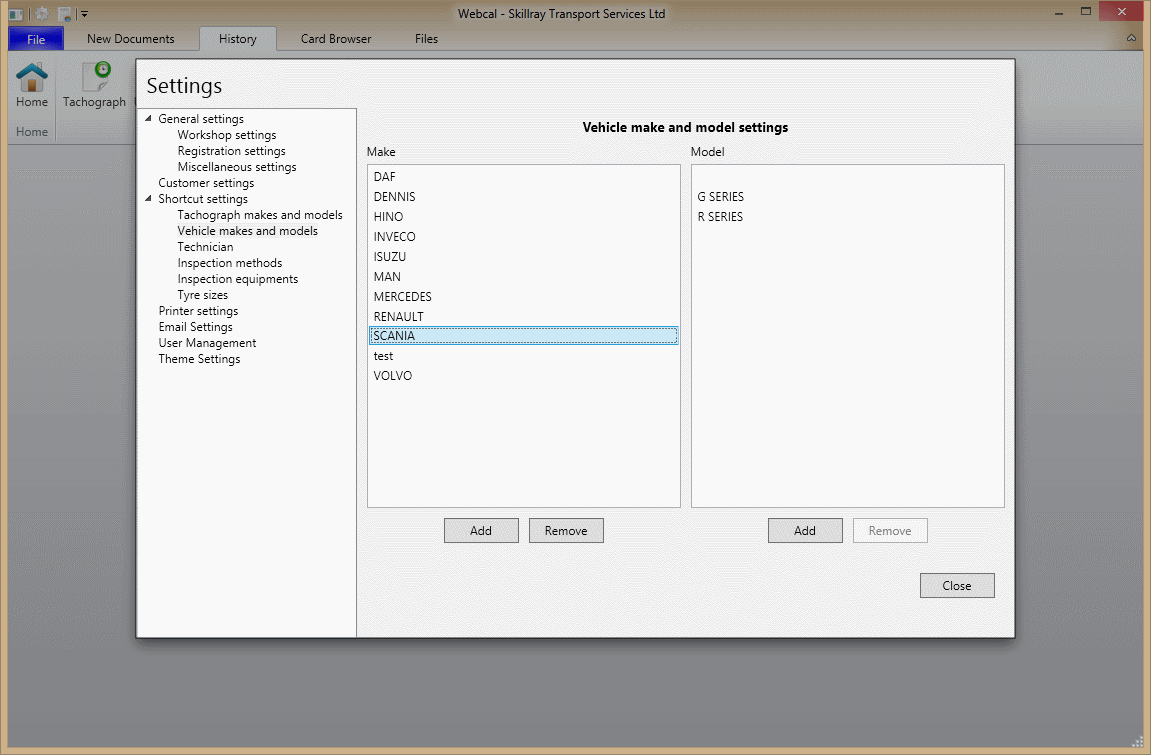 Webcal - Skillray Transport Services Ltd
File
New Documents
History
Card Browser
Files
Home
Tachograph
Home
Settings
General settings
Workshop settings
Registration settings
Miscellaneous settings
Customer settings
Shortcut settings
Tachograph makes and models
Vehicle makes and models
Technician
Inspection methods
Inspection equipments
Tyre sizes
Printer settings
Email Settings
User Management
Theme Settings
Vehicle make and model settings
Make
DAF
DENNIS
HINO
INVECO
ISUZU
MAN
MERCEDES
RENAULT
SCANIA
test
VOLVO
Add
Remove
Model
G SERIES
R SERIES
Add
Remove
Close